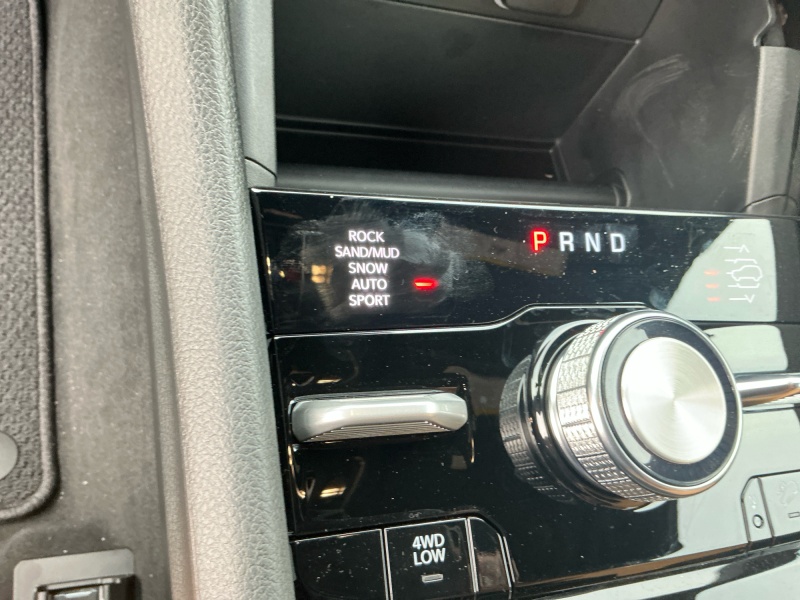 ROCK
SAND/MUD
SNOW
AUTO
SPORT
P R N D
4WD
LOW